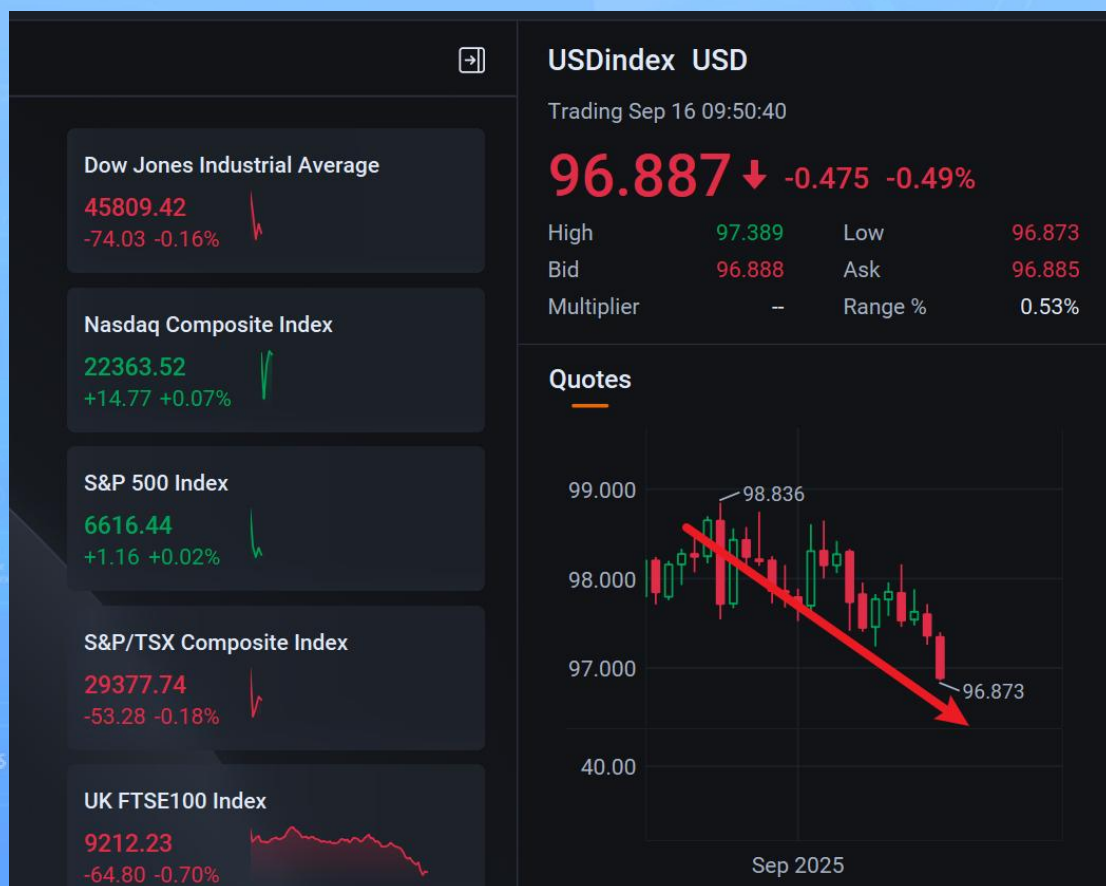 Dow Jones Industrial Average
45809.42
-74.03 -0.16%
Nasdaq Composite Index
22363.52
+14.77 +0.07%
S&P 500 Index
6616.44
+1.16 +0.02%
S&P/TSX Composite Index
29377.74
-53.28 -0.18%
UK FTSE100 Index
9212.23
-64.80 -0.70%
USDindex USD
Trading Sep 16 09:50:40
96.887 -0.475 -0.49%
High 97.389 Low 96.873
Bid 96.888 Ask 96.885
Multiplier -- Range % 0.53%
Quotes
99.000
98.836
98.000
97.000
96.873
40.00
Sep 2025